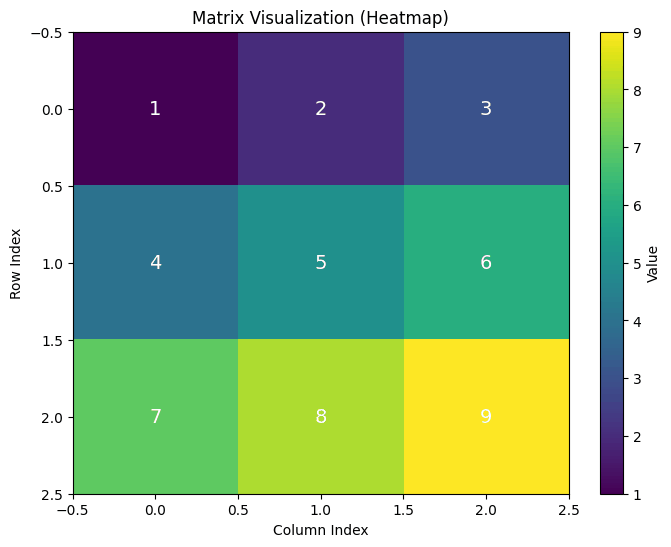 Matrix Visualization (Heatmap)
−0.5
0.0
0.5
1.0
1.5
2.0
2.5
Row Index
1 2 3
4 5 6
7 8 9
−0.5 0.0 0.5 1.0 1.5 2.0 2.5
Column Index
9
8
7
6
5
4
3
2
1
Value